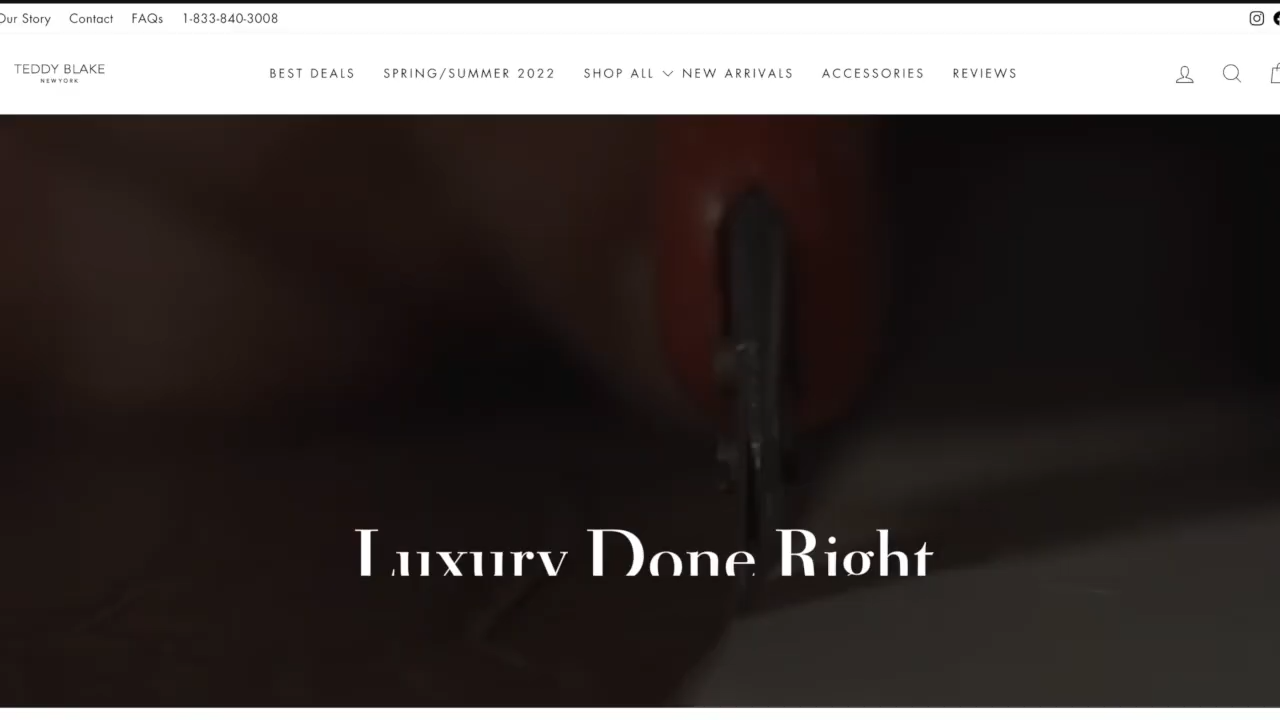 Our Story Contact FAQs 1-833-840-3008
TEDDY BLAKE
NEW YORK
BEST DEALS SPRING/SUMMER 2022 SHOP ALL NEW ARRIVALS ACCESSORIES REVIEWS
Luxury Done Right